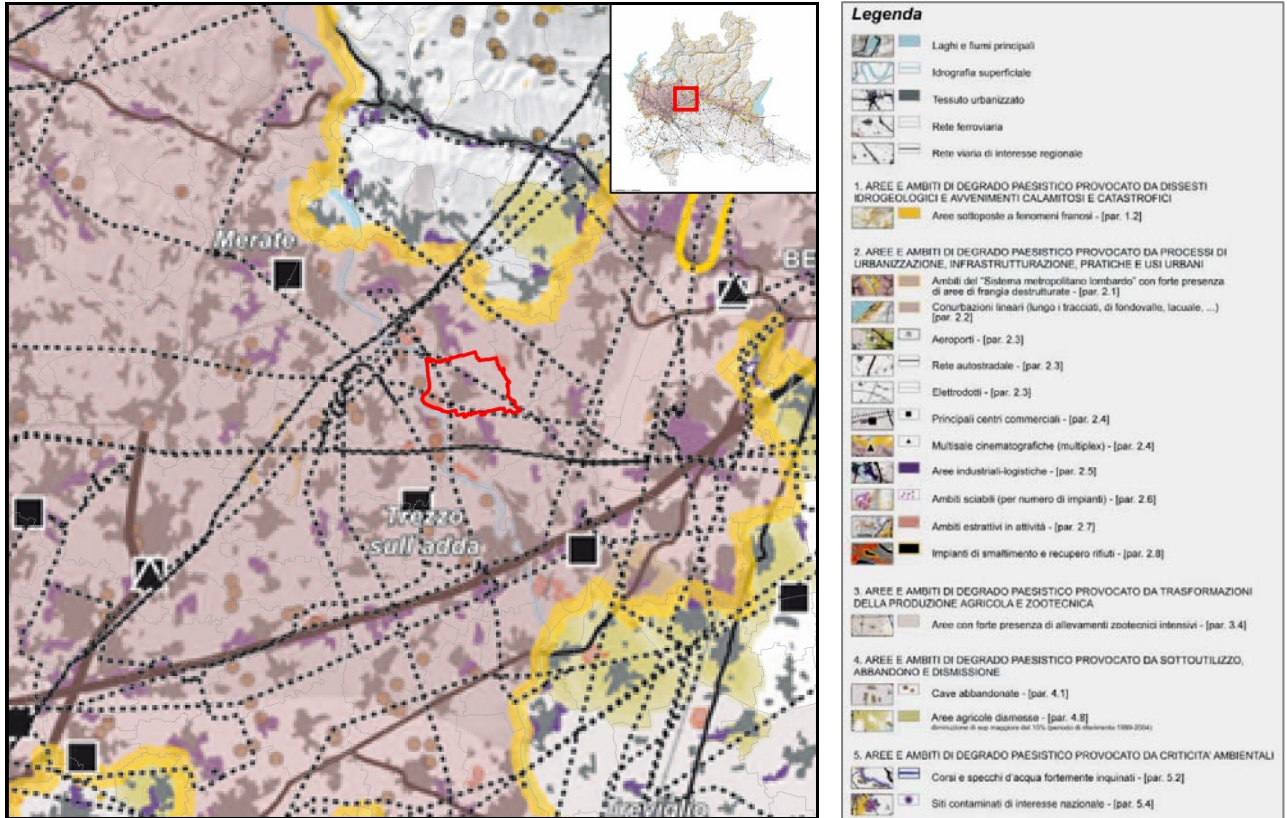 Merate
BE
Trezzo
sull'adda
Treviglio
Legenda
Laghi e fiumi principali
Idrografia superficiale
Tessuto urbanizzato
Rete ferroviaria
Rete viaria di interesse regionale
1. AREE E AMBITI DI DEGRADO PAESISTICO PROVOCATO DA DISSESTI
IDROGEOLOGICI E AVVENIMENTI CALAMITOSI E CATASTROFICI
Aree sottoposte a fenomeni franosi - [par. 1.2]
2. AREE E AMBITI DI DEGRADO PAESISTICO PROVOCATO DA PROCESSI DI
URBANIZZAZIONE, INFRASTRUTTURAZIONE, PRATICHE E USI URBANI
Ambiti del "Sistema metropolitano lombardo" con forte presenza
di aree di frangia destrutturate - [par. 2.1]
Conurbazioni lineari (lungo i tracciati, di fondovalle, lacuale, ...)
[par. 2.2]
Aeroporti - [par. 2.3]
Rete autostradale - [par. 2.3]
Elettrodotti - [par. 2.3]
Principali centri commerciali - [par. 2.4]
Multisale cinematografiche (multiplex) - [par. 2.4]
Aree industriali-logistiche - [par. 2.5]
Ambiti sciabili (per numero di impianti) - [par. 2.6]
Ambiti estrattivi in attività - [par. 2.7]
Impianti di smaltimento e recupero rifiuti - [par. 2.8]
3. AREE E AMBITI DI DEGRADO PAESISTICO PROVOCATO DA TRASFORMAZIONI
DELLA PRODUZIONE AGRICOLA E ZOOTECNICA
Aree con forte presenza di allevamenti zootecnici intensivi - [par. 3.4]
4. AREE E AMBITI DI DEGRADO PAESISTICO PROVOCATO DA SOTTOUTILIZZO,
ABBANDONO E DISMISSIONE
Cave abbandonate - [par. 4.1]
Aree agricole dismesse - [par. 4.8]
diminuzione di sup maggiore del 10% (periodo di riferimento 1999-2004)
5. AREE E AMBITI DI DEGRADO PAESISTICO PROVOCATO DA CRITICITA' AMBIENTALI
Corsi e specchi d'acqua fortemente inquinati - [par. 5.2]
Siti contaminati di interesse nazionale - [par. 5.4]